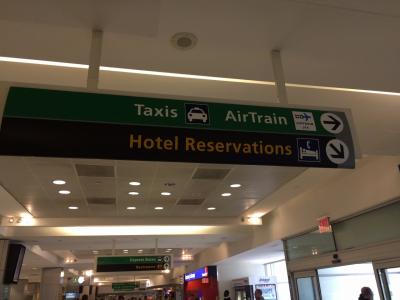 Taxis AirTrain
Hotel Reservations